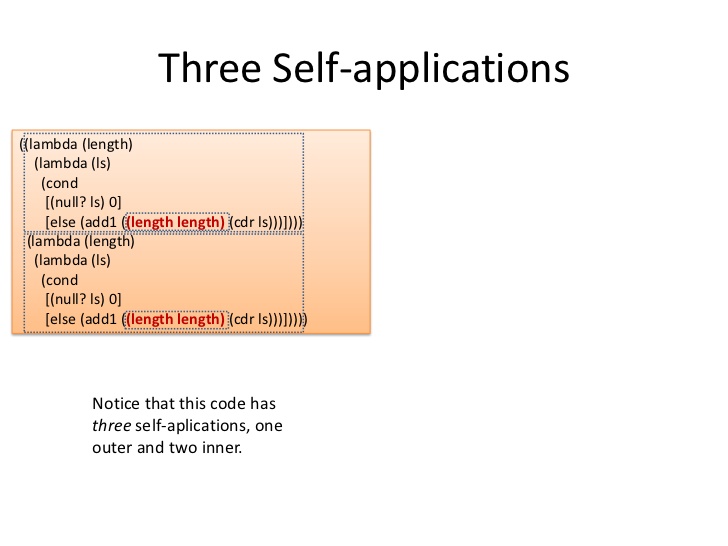 Three Self-applications
((lambda (length)
(lambda (ls)
(cond
[(null? ls) 0]
[else (add1 ((length length) (cdr ls)))])))
(lambda (length)
(lambda (ls)
(cond
[(null? ls) 0]
[else (add1 ((length length) (cdr ls)))]))))
Notice that this code has
three self-aplications, one
outer and two inner.